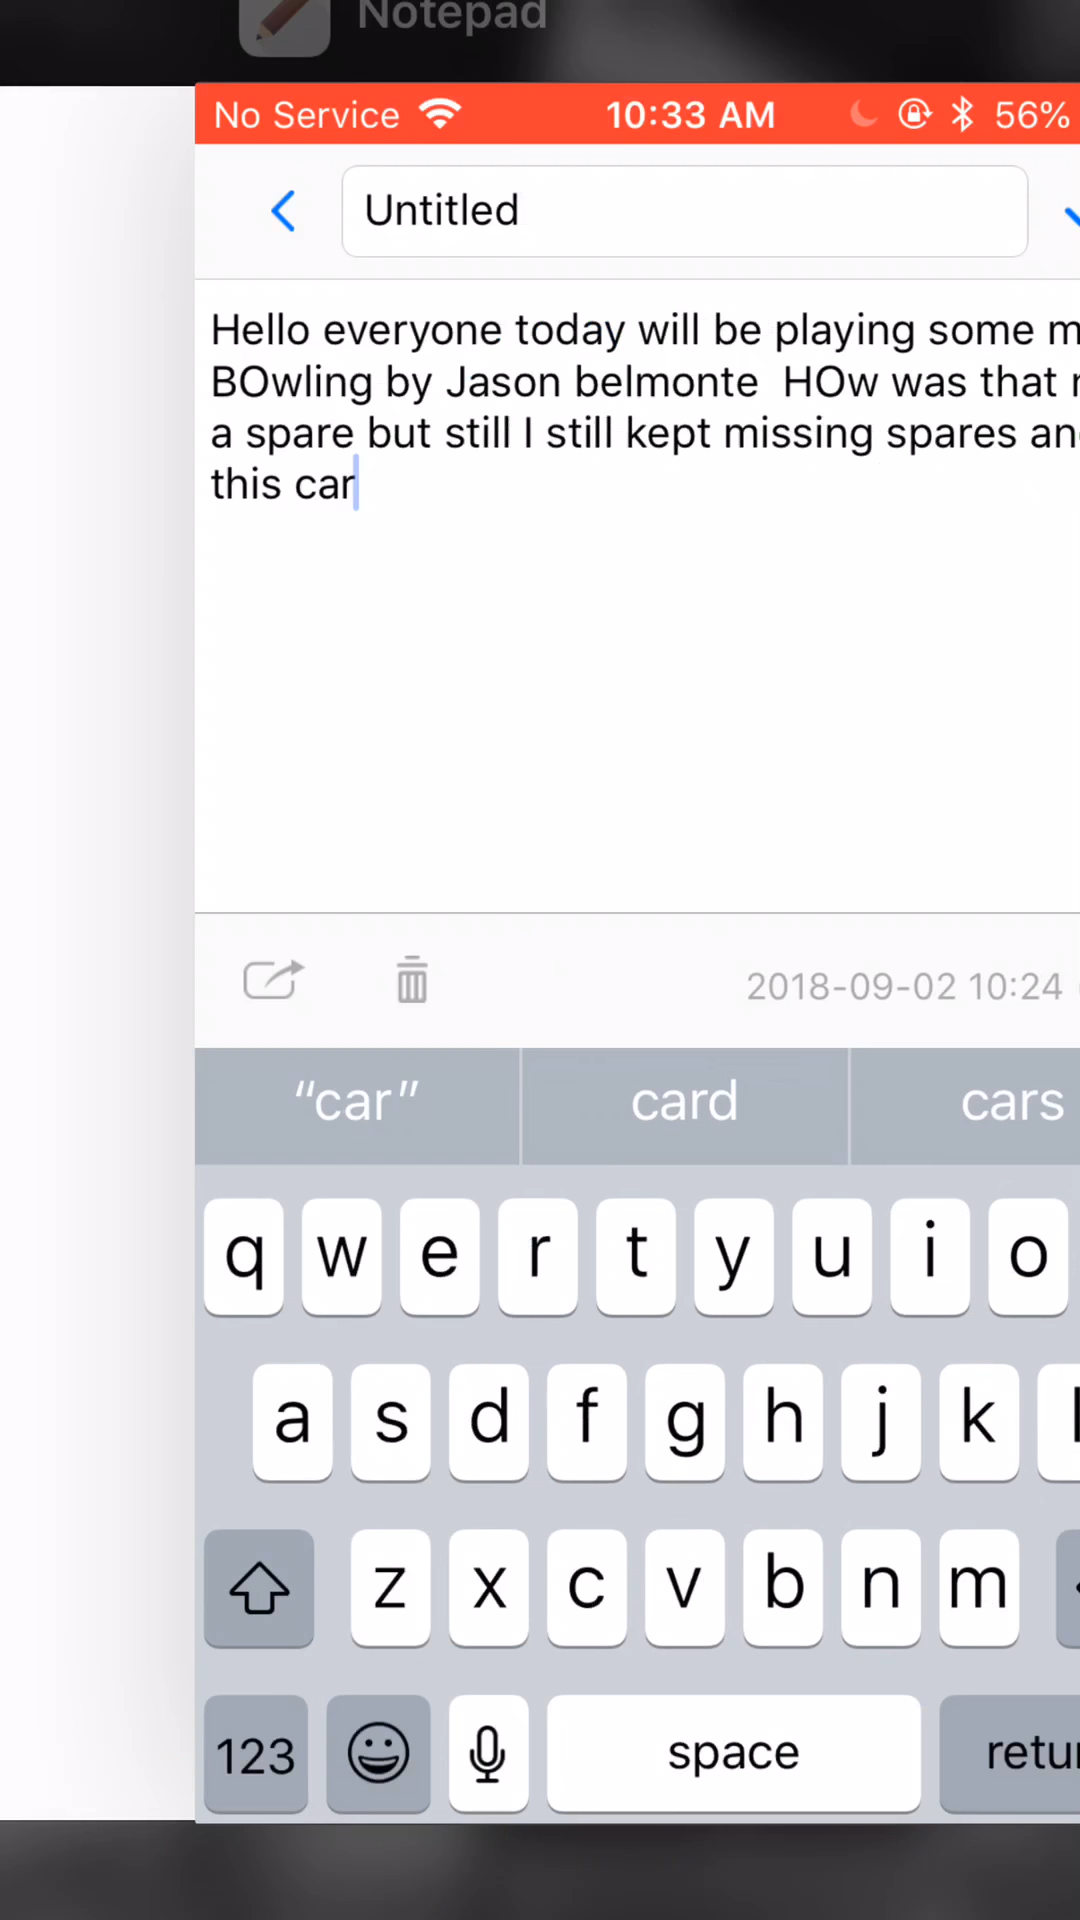 Notepad
No Service 10:33 AM 56%
Untitled
Hello everyone today will be playing some
BOwling by Jason belmonte  HOw was that
a spare but still I still kept missing spares
this car
2018-09-02 10:24
“car” card cars
q w e r t y u i o
a s d f g h j k
z x c v b n m
123 space